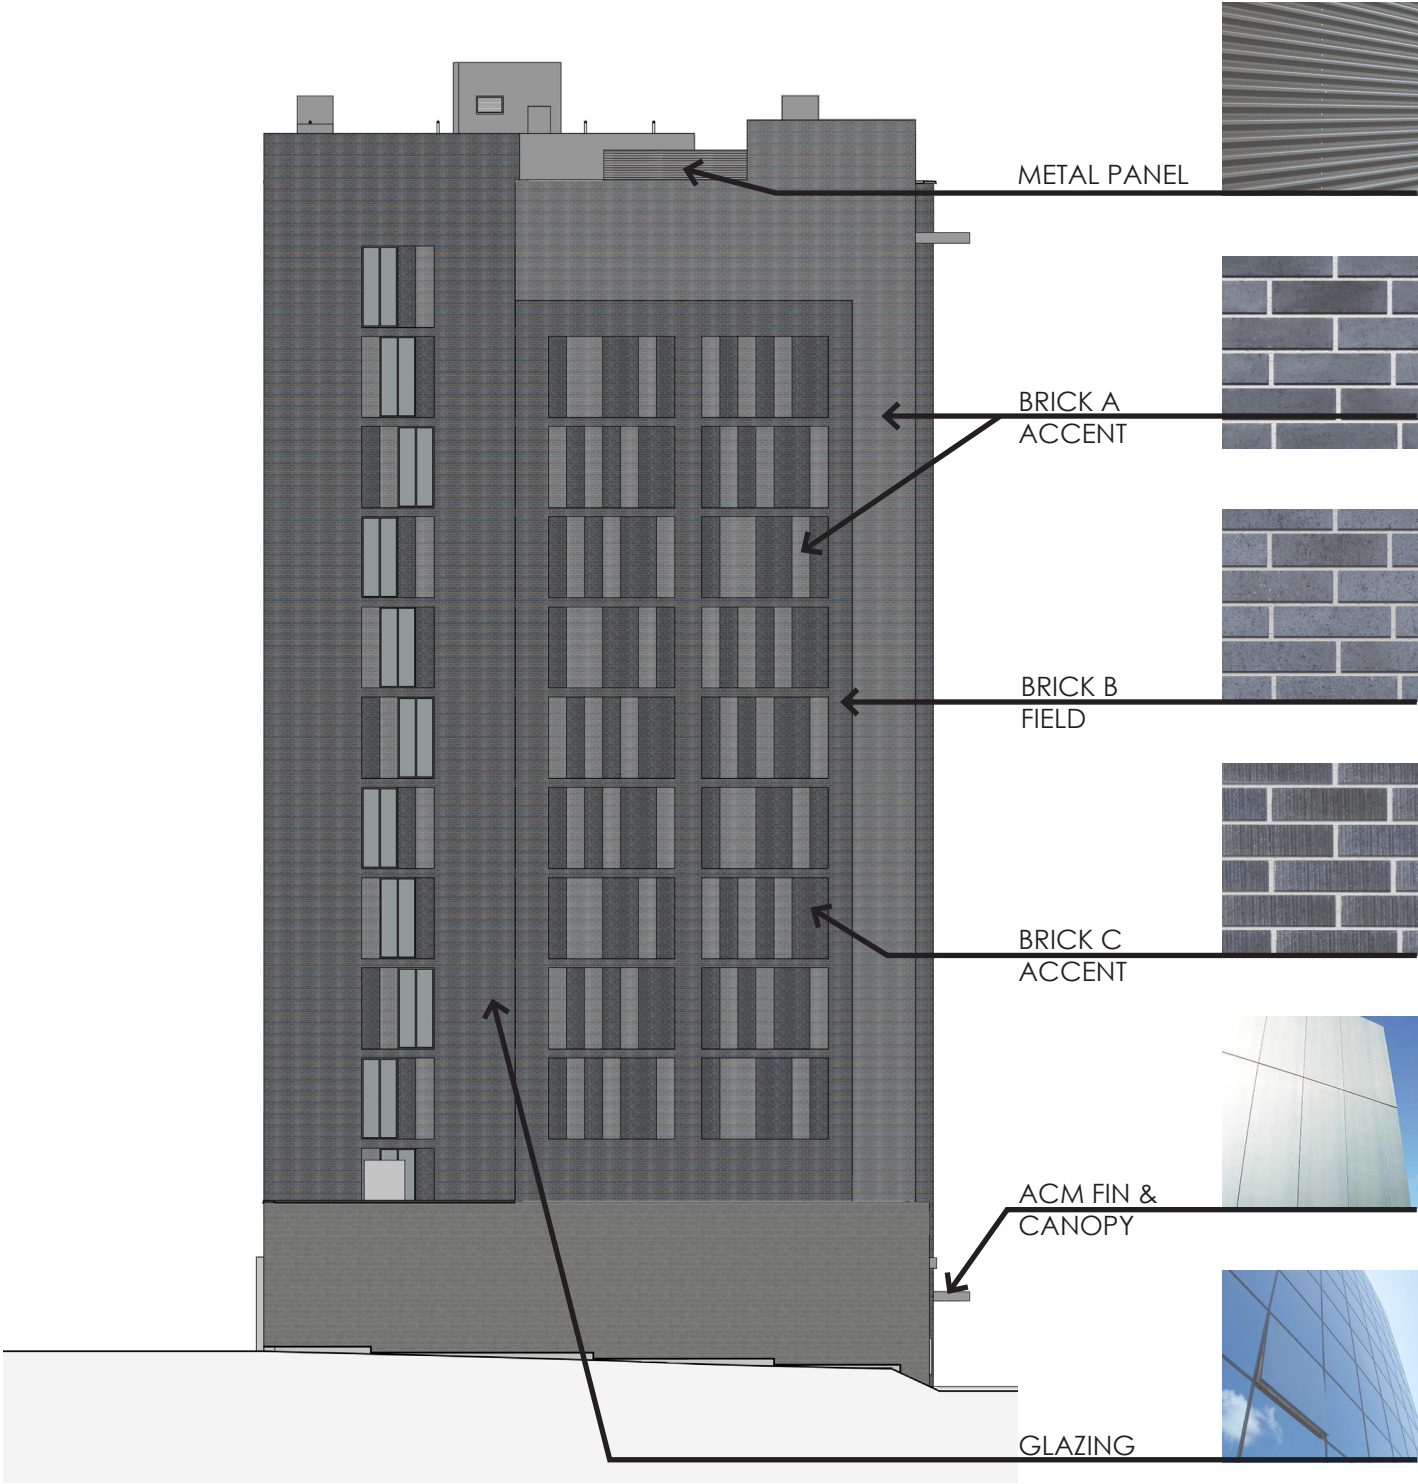 METAL PANEL
BRICK A
ACCENT
BRICK B
FIELD
BRICK C
ACCENT
ACM FIN &
CANOPY
GLAZING